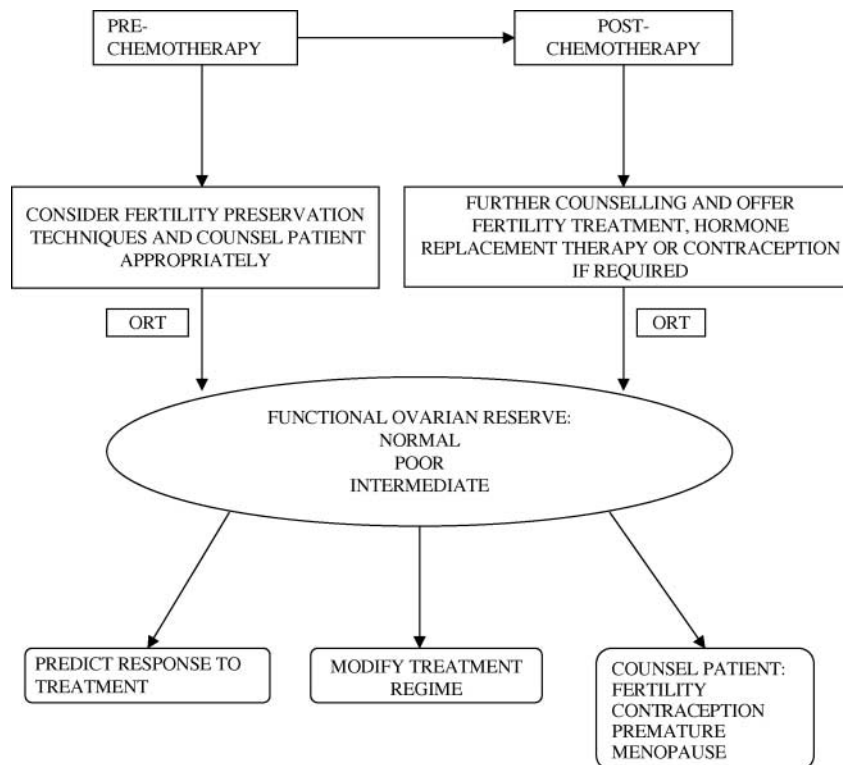 PRE-
CHEMOTHERAPY
POST-
CHEMOTHERAPY
CONSIDER FERTILITY PRESERVATION
TECHNIQUES AND COUNSEL PATIENT
APPROPRIATELY
FURTHER COUNSELLING AND OFFER
FERTILITY TREATMENT, HORMONE
REPLACEMENT THERAPY OR CONTRACEPTION
IF REQUIRED
ORT
ORT
FUNCTIONAL OVARIAN RESERVE:
NORMAL
POOR
INTERMEDIATE
PREDICT RESPONSE TO
TREATMENT
MODIFY TREATMENT
REGIME
COUNSEL PATIENT:
FERTILITY
CONTRACEPTION
PREMATURE
MENOPAUSE